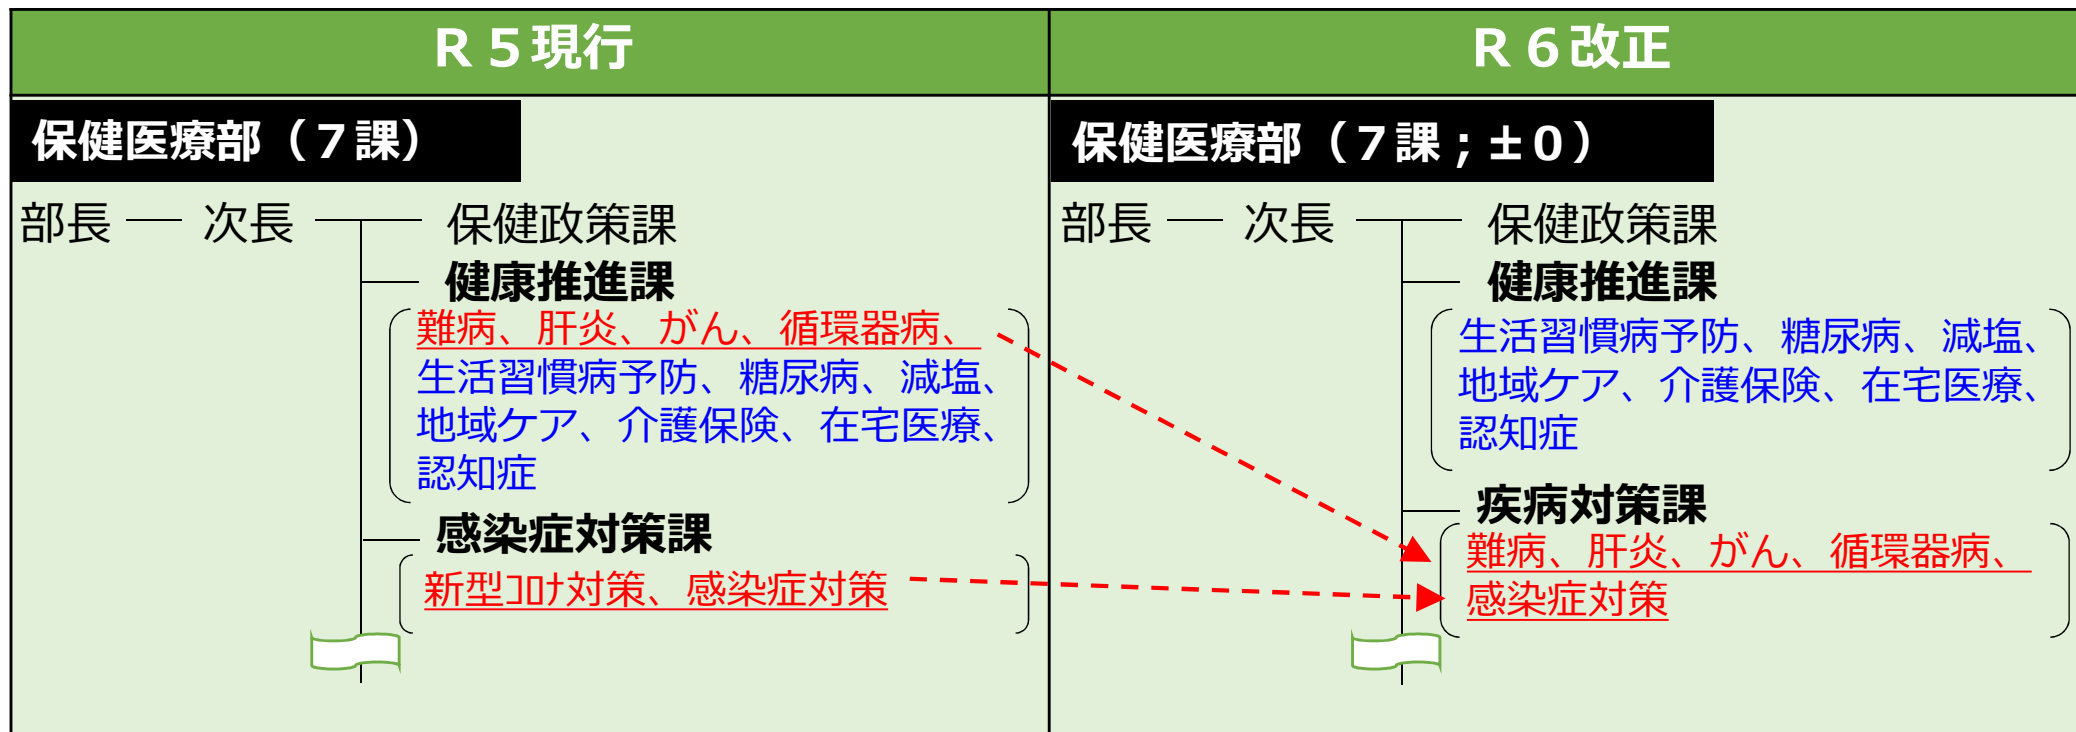 R５現行
保健医療部（７課）
部長 次長 保健政策課
健康推進課
難病、肝炎、がん、循環器病、
生活習慣病予防、糖尿病、減塩、
地域ケア、介護保険、在宅医療、
認知症
感染症対策課
新型ｺﾛﾅ対策、感染症対策
R６改正
保健医療部（７課；±０）
部長 次長 保健政策課
健康推進課
生活習慣病予防、糖尿病、減塩、
地域ケア、介護保険、在宅医療、
認知症
疾病対策課
難病、肝炎、がん、循環器病、
感染症対策